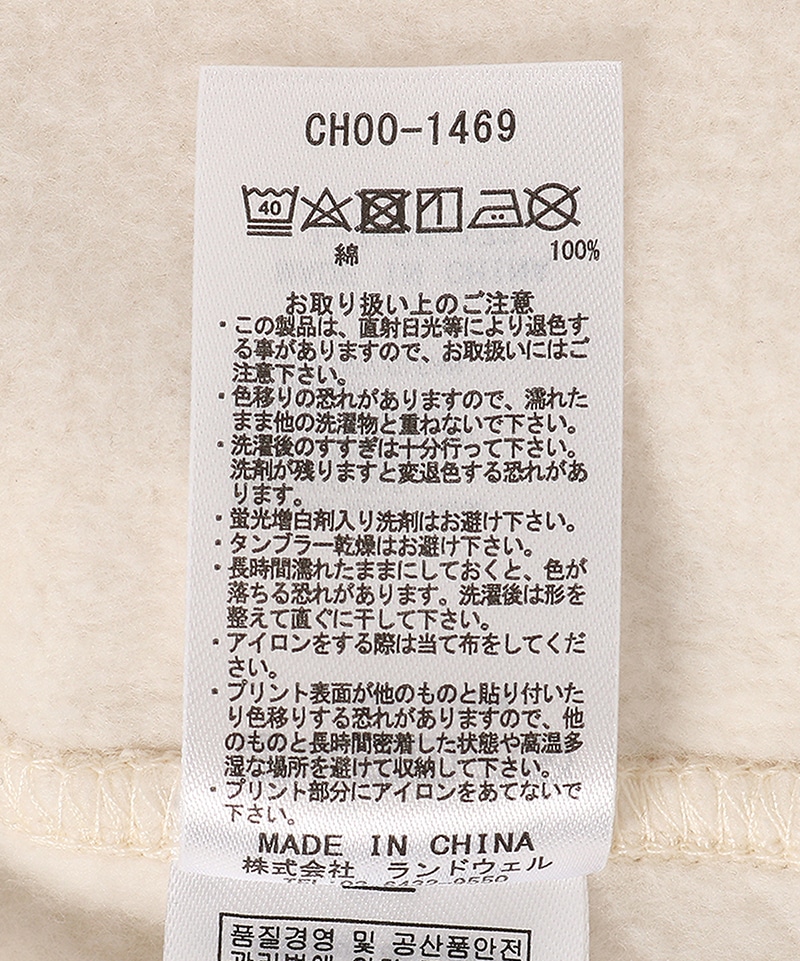 CH00-1469
40
綿 100%
お取り扱い上のご注意
・この製品は、直射日光等により退色す
る事がありますので、お取扱いにはご
注意下さい。
・色移りの恐れがありますので、濡れた
まま他の洗濯物と重ねないで下さい。
・洗濯後のすすぎは十分行って下さい。
洗剤が残りますと変退色する恐れがあ
ります。
・蛍光増白剤入り洗剤はお避け下さい。
・タンブラー乾燥はお避け下さい。
・長時間濡れたままにしておくと、色が
落ちる恐れがあります。洗濯後は形を
整えて直ぐに干して下さい。
・アイロンをする際は当て布をしてくだ
さい。
・プリント表面が他のものと貼り付いた
り色移りする恐れがありますので、他
のものと長時間密着した状態や高温多
湿な場所を避けて収納して下さい。
・プリント部分にアイロンをあてないで
下さい。
MADE IN CHINA
株式会社 ランドウェル
품질경영 및 공산품안전